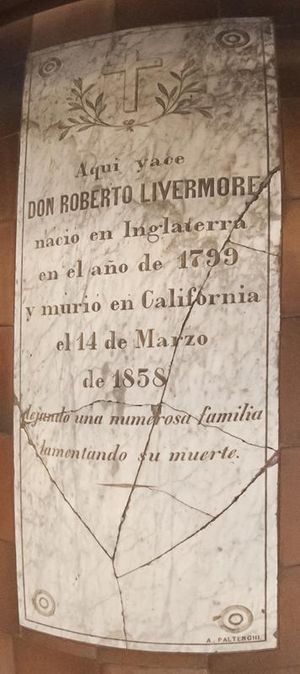 Aqui yace
DON ROBERTO LIVERMORE
nacio en Inglaterra
en el año de 1799
y murio en California
el 14 de Marzo
de 1858
dejando una numerosa familia
lamentando su muerte.
A. PALTENGHI